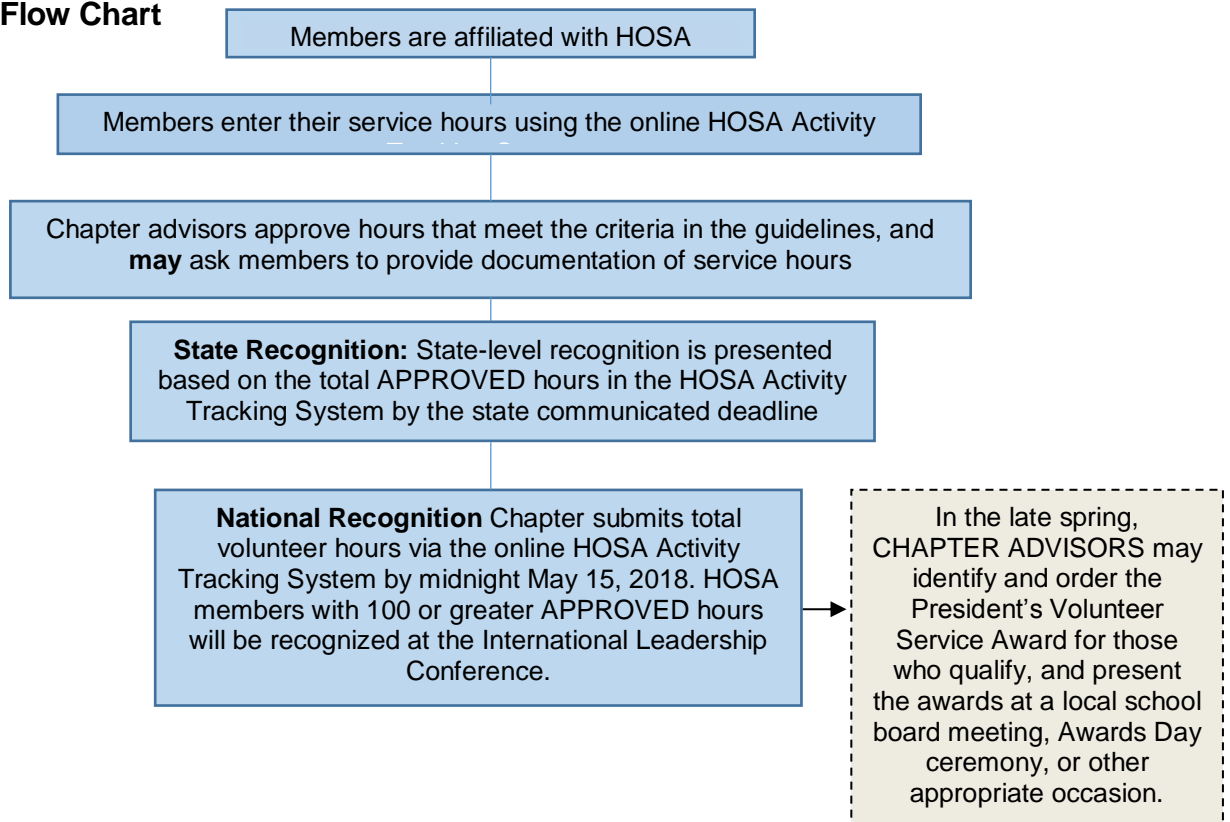 Flow Chart
Members are affiliated with HOSA
Members enter their service hours using the online HOSA Activity
Chapter advisors approve hours that meet the criteria in the guidelines, and
may ask members to provide documentation of service hours
State Recognition: State-level recognition is presented
based on the total APPROVED hours in the HOSA Activity
Tracking System by the state communicated deadline
National Recognition Chapter submits total
volunteer hours via the online HOSA Activity
Tracking System by midnight May 15, 2018. HOSA
members with 100 or greater APPROVED hours
will be recognized at the International Leadership
Conference.
In the late spring,
CHAPTER ADVISORS may
identify and order the
President’s Volunteer
Service Award for those
who qualify, and present
the awards at a local school
board meeting, Awards Day
ceremony, or other
appropriate occasion.